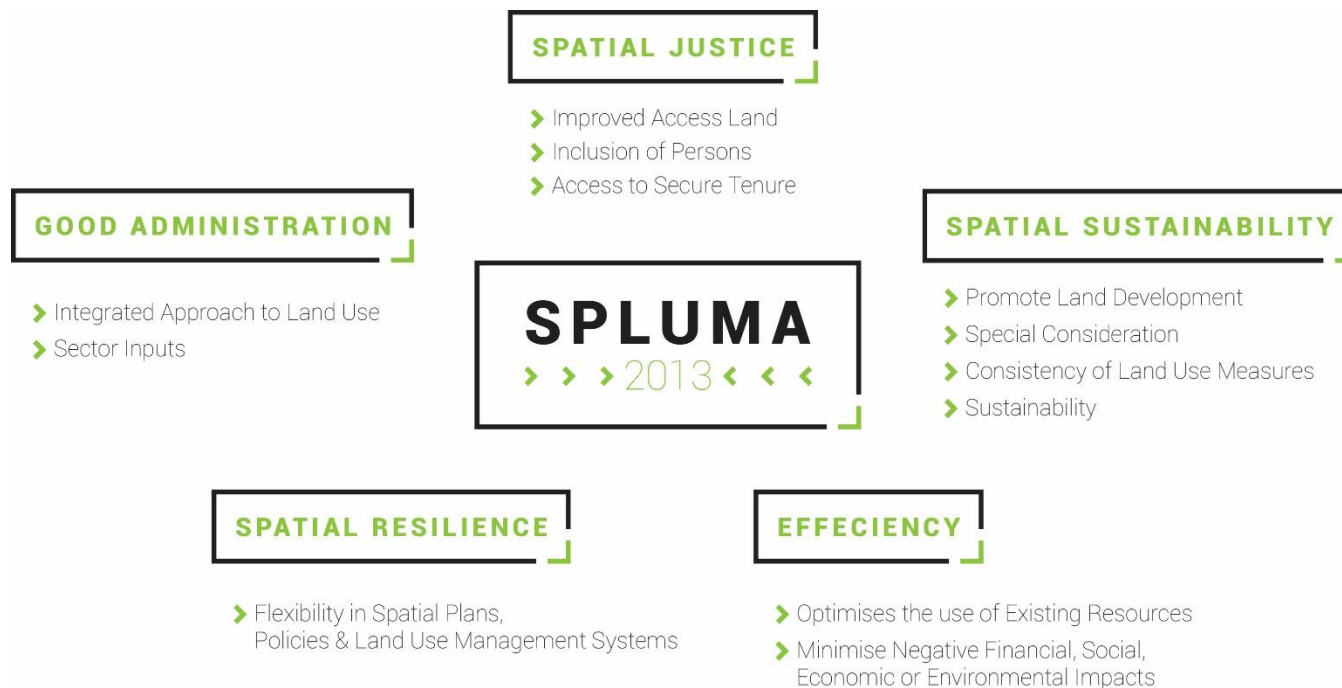 SPATIAL JUSTICE
Improved Access Land
Inclusion of Persons
Access to Secure Tenure
GOOD ADMINISTRATION
Integrated Approach to Land Use
Sector Inputs
SPLUMA
2013
SPATIAL SUSTAINABILITY
Promote Land Development
Special Consideration
Consistency of Land Use Measures
Sustainability
SPATIAL RESILIENCE
Flexibility in Spatial Plans,
Policies & Land Use Management Systems
EFFECIENCY
Optimises the use of Existing Resources
Minimise Negative Financial, Social,
Economic or Environmental Impacts